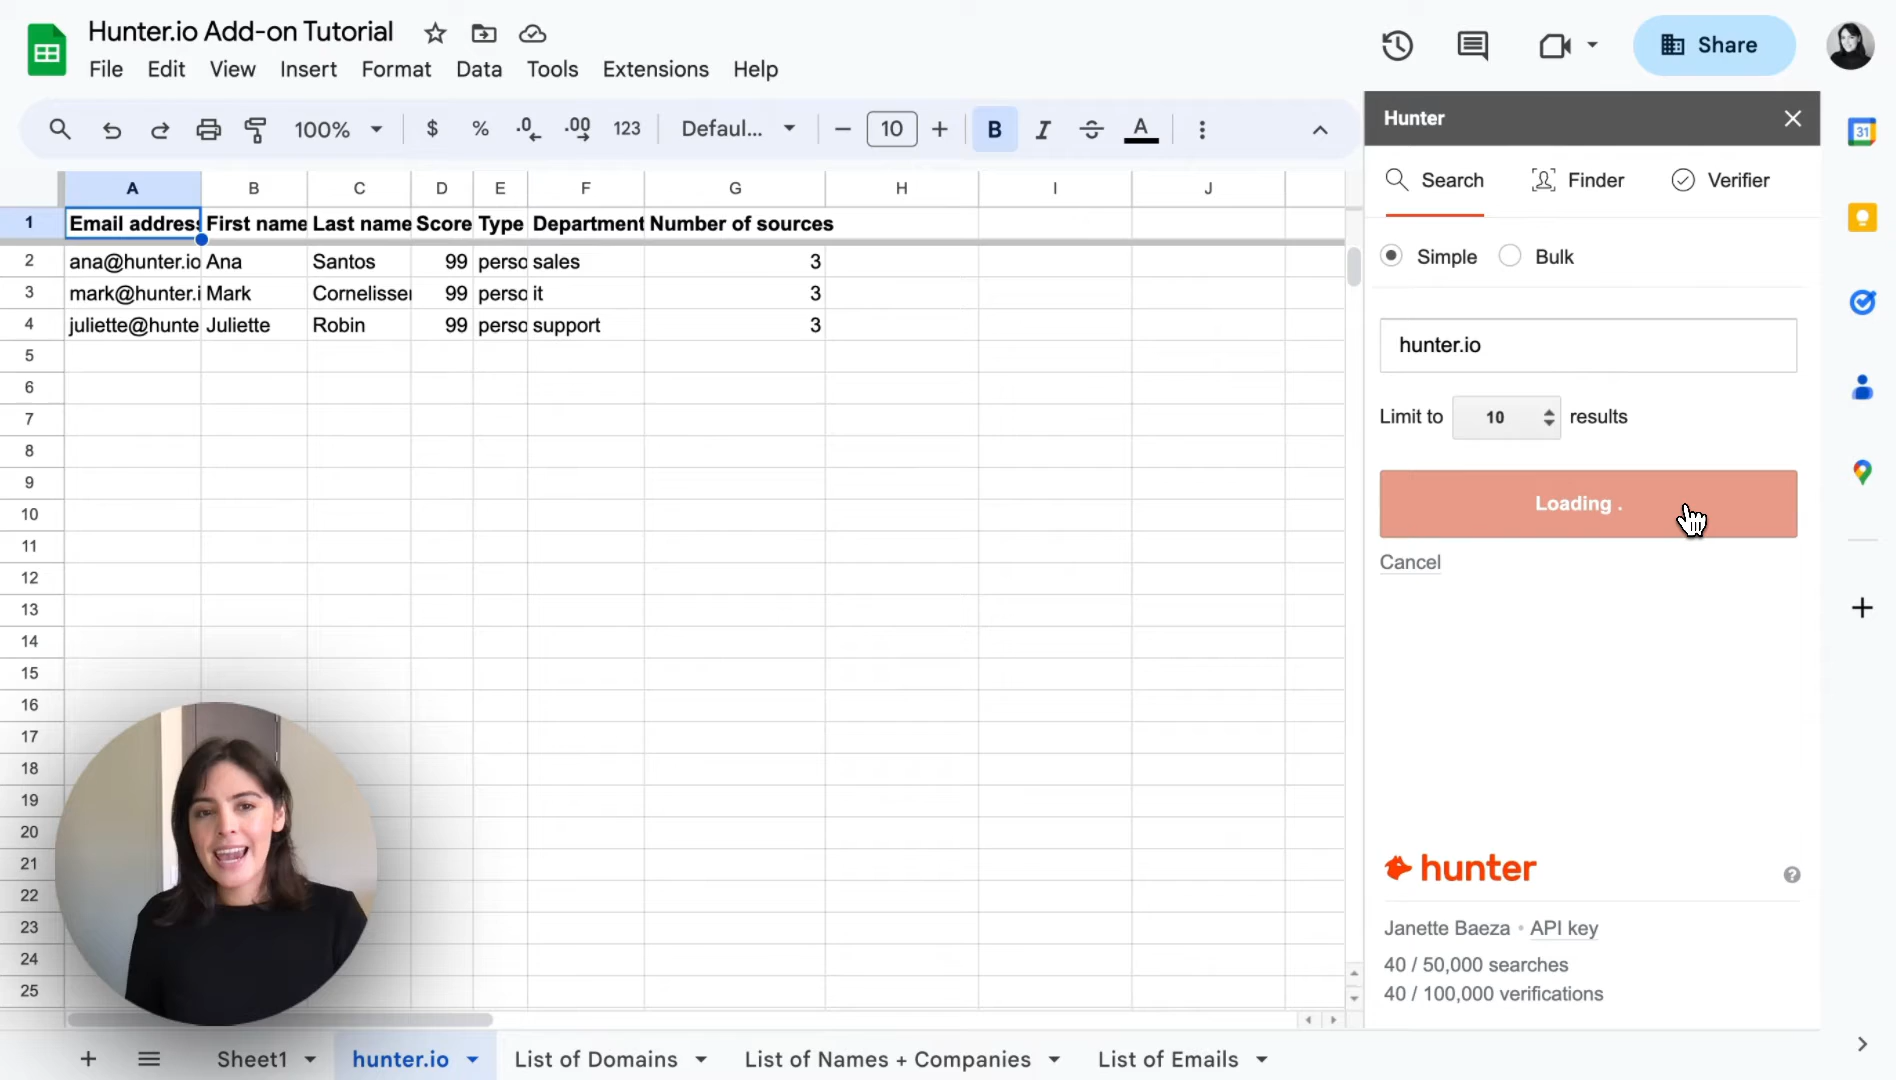 Hunter.io Add-on Tutorial
File Edit View Insert Format Data Tools Extensions Help
Share
100% $ % .0 .00 123 Defaul... 10 B I A
A B C D E F G H I J
1 Email addres First name Last name Score Type Department Number of sources
2 ana@hunter.io Ana Santos 99 perso sales 3
3 mark@hunter.i Mark Cornelisse 99 perso it 3
4 juliette@hunte Juliette Robin 99 perso support 3
5
6
7
8
9
10
11
12
13
14
15
16
17
18
19
20
21
22
23
24
25
Hunter
Search Finder Verifier
Simple Bulk
hunter.io
Limit to 10 results
Loading .
Cancel
hunter
Janette Baeza • API key
40 / 50,000 searches
40 / 100,000 verifications
31
Sheet1 hunter.io List of Domains List of Names + Companies List of Emails